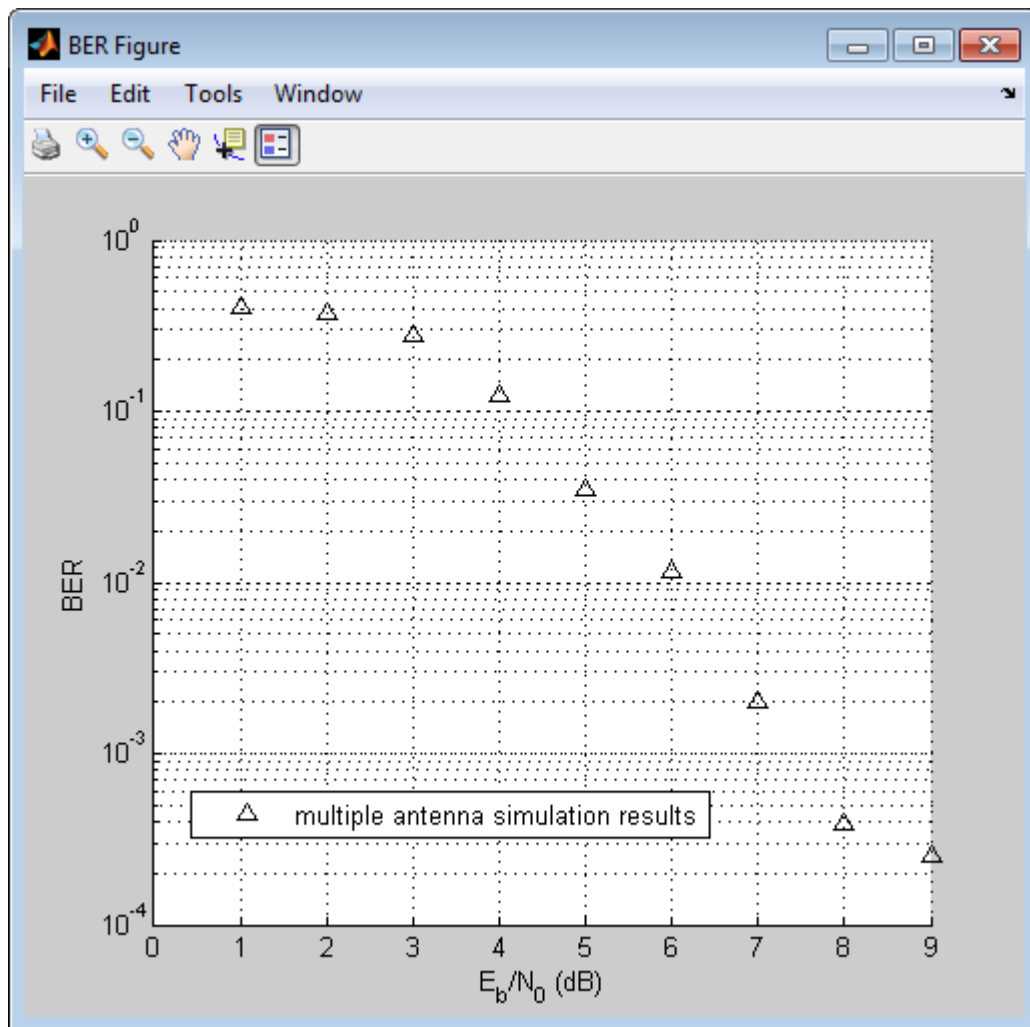 BER Figure
File Edit Tools Window
10^0
10^-1
10^-2
10^-3
10^-4
BER
multiple antenna simulation results
0 1 2 3 4 5 6 7 8 9
E_b/N_0 (dB)